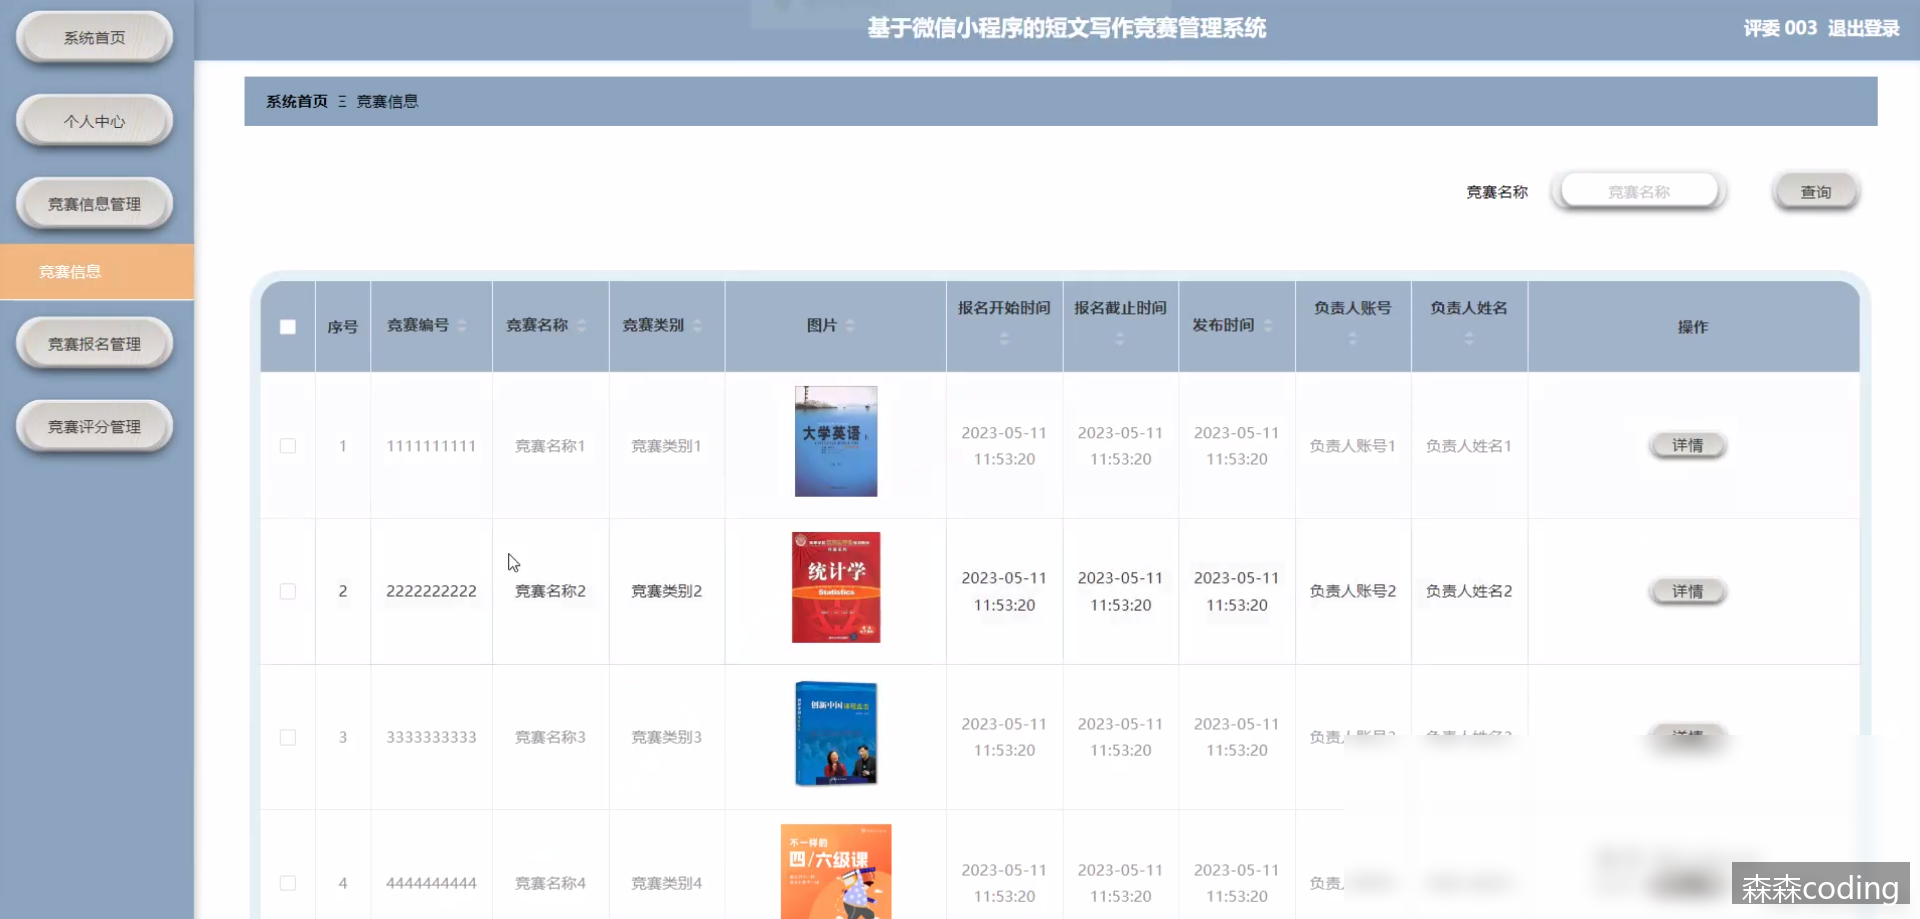 系统首页
个人中心
竞赛信息管理
竞赛信息
竞赛报名管理
竞赛评分管理
基于微信小程序的短文写作竞赛管理系统
评委 003 退出登录
系统首页 Ξ 竞赛信息
竞赛名称 竞赛名称 查询
序号 竞赛编号 竞赛名称 竞赛类别 图片 报名开始时间 报名截止时间 发布时间 负责人账号 负责人姓名 操作
1 1111111111 竞赛名称1 竞赛类别1 2023-05-11 11:53:20 2023-05-11 11:53:20 2023-05-11 11:53:20 负责人账号1 负责人姓名1 详情
大学英语
2 2222222222 竞赛名称2 竞赛类别2 2023-05-11 11:53:20 2023-05-11 11:53:20 2023-05-11 11:53:20 负责人账号2 负责人姓名2 详情
统计学
Statistics
3 3333333333 竞赛名称3 竞赛类别3 2023-05-11 11:53:20 2023-05-11 11:53:20 2023-05-11 11:53:20 负责
创新中国
4 4444444444 竞赛名称4 竞赛类别4 2023-05-11 11:53:20 2023-05-11 11:53:20 2023-05-11 11:53:20 负责
不一样的
四/六级课
森森coding